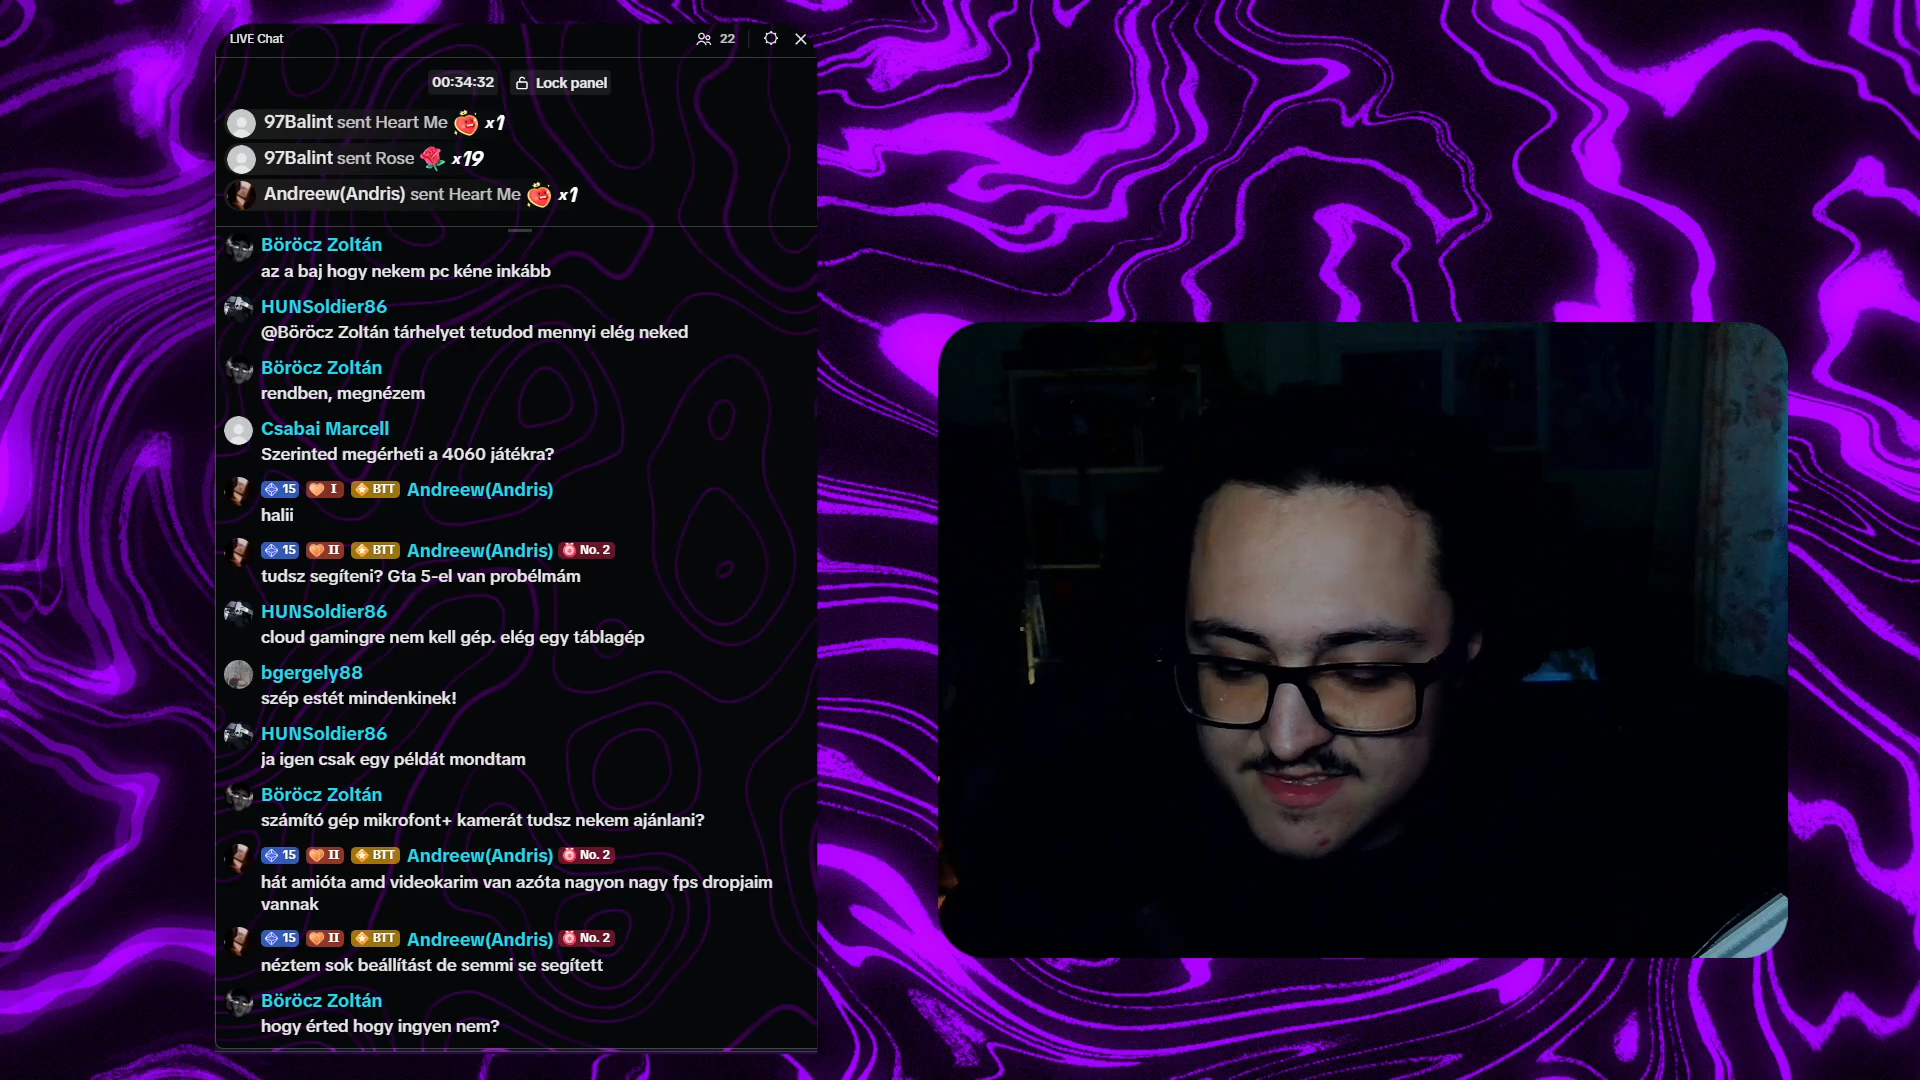 LIVE Chat 22
00:34:32 Lock panel
97Balint sent Heart Me x1
97Balint sent Rose x19
Andreew(Andris) sent Heart Me x1
Böröcz Zoltán
az a baj hogy nekem pc kéne inkább
HUNSoldier86
@Böröcz Zoltán tárhelyet tetudod mennyi elég neked
Böröcz Zoltán
rendben, megnézem
Csabai Marcell
Szerinted megérheti a 4060 játékra?
15 I BTT Andreew(Andris)
halii
15 II BTT Andreew(Andris) No. 2
tudsz segíteni? Gta 5-el van probélmám
HUNSoldier86
cloud gamingre nem kell gép. elég egy táblagép
bgergely88
szép estét mindenkinek!
HUNSoldier86
ja igen csak egy példát mondtam
Böröcz Zoltán
számító gép mikrofont+ kamerát tudsz nekem ajánlani?
15 II BTT Andreew(Andris) No. 2
hát amióta amd videokarim van azóta nagyon nagy fps dropjaim
vannak
15 II BTT Andreew(Andris) No. 2
néztem sok beállítást de semmi se segített
Böröcz Zoltán
hogy érted hogy ingyen nem?